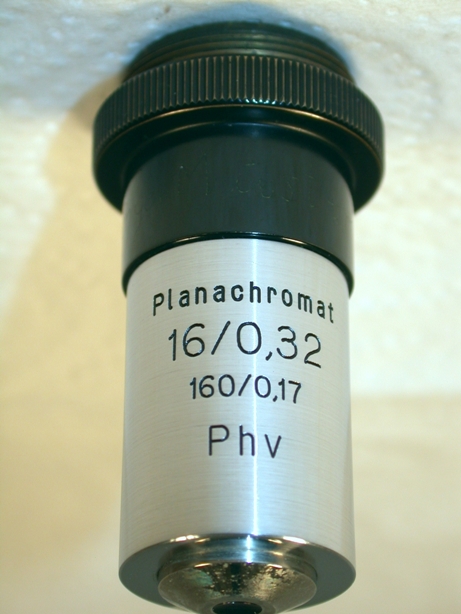 Planachromat
16/0,32
160/0,17
Phv